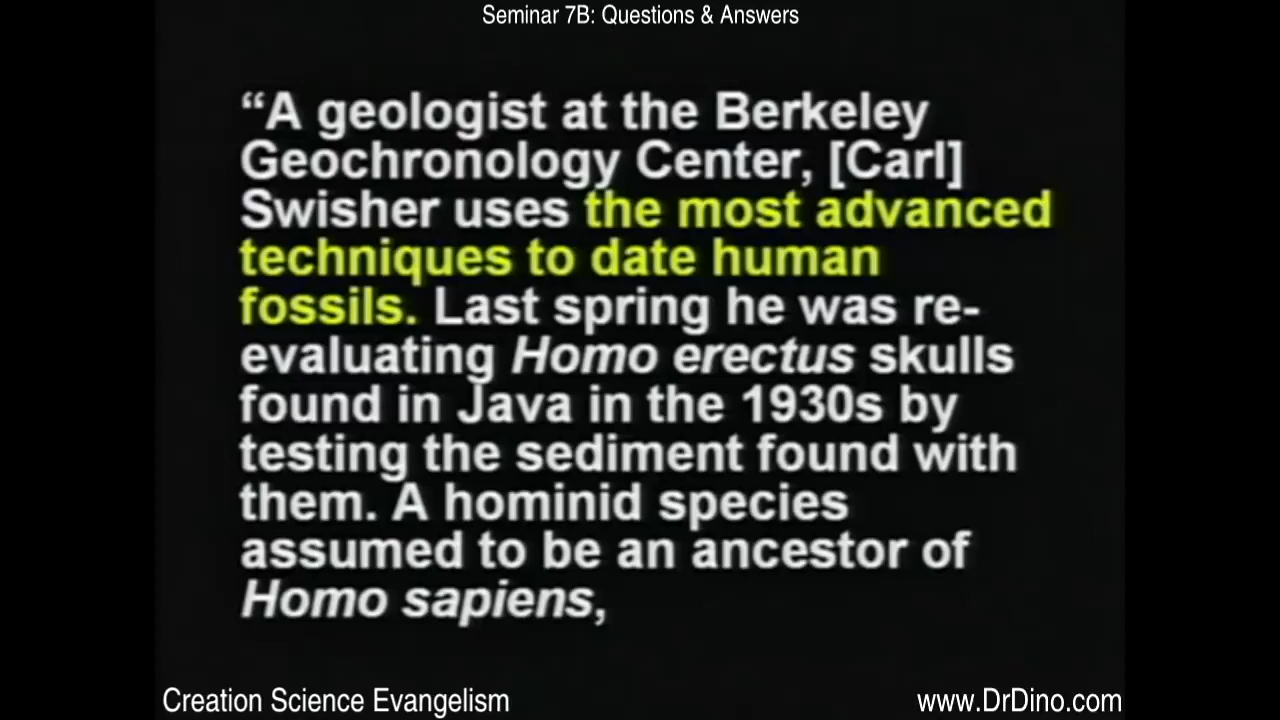 Seminar 7B: Questions & Answers
“A geologist at the Berkeley
Geochronology Center, [Carl]
Swisher uses the most advanced
techniques to date human
fossils. Last spring he was re-
evaluating Homo erectus skulls
found in Java in the 1930s by
testing the sediment found with
them. A hominid species
assumed to be an ancestor of
Homo sapiens,
Creation Science Evangelism
www.DrDino.com